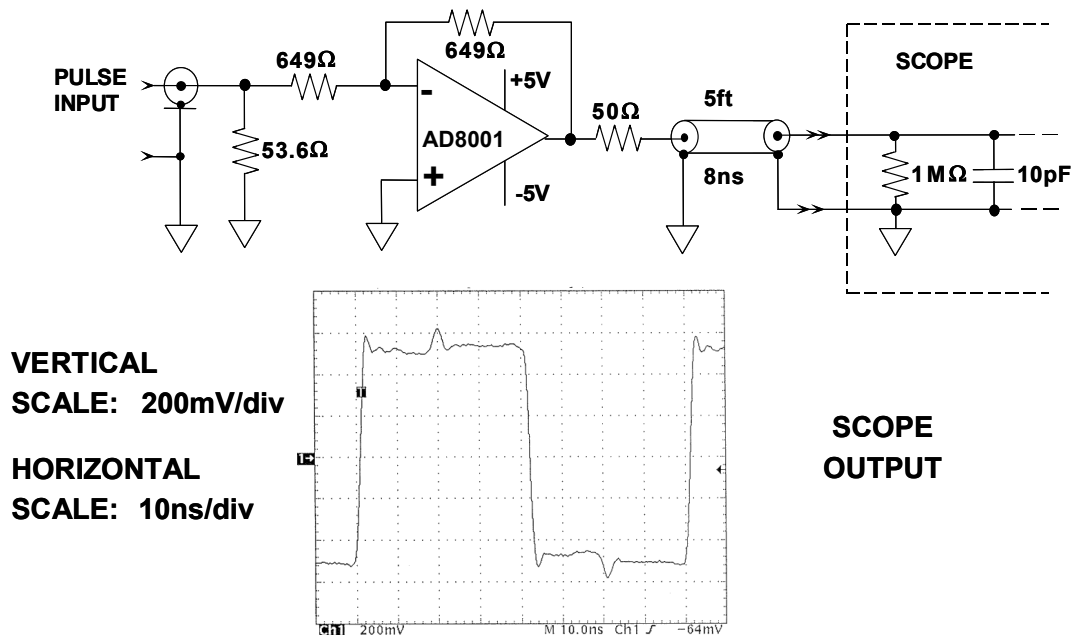 PULSE
INPUT
649Ω
53.6Ω
649Ω
-
+
AD8001
+5V
-5V
50Ω
5ft
8ns
SCOPE
1MΩ
10pF
VERTICAL
SCALE: 200mV/div
HORIZONTAL
SCALE: 10ns/div
T
1→
Ch1 200mV M 10.0ns Ch1 ∫ -64mV
SCOPE
OUTPUT